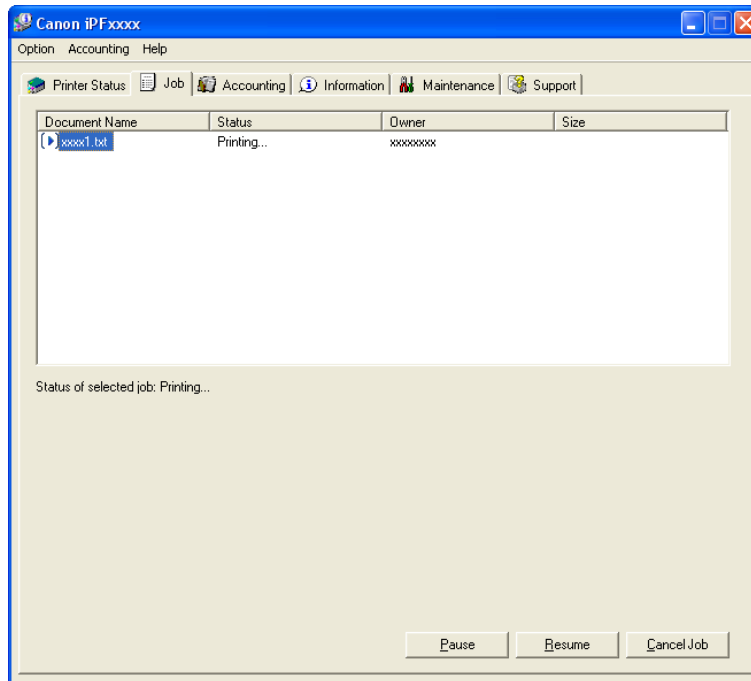 Canon iPFxxxx
Option Accounting Help
Printer Status Job Accounting Information Maintenance Support
Document Name Status Owner Size
xxxx1.txt Printing... xxxxxxxx
Status of selected job: Printing...
Pause Resume Cancel Job